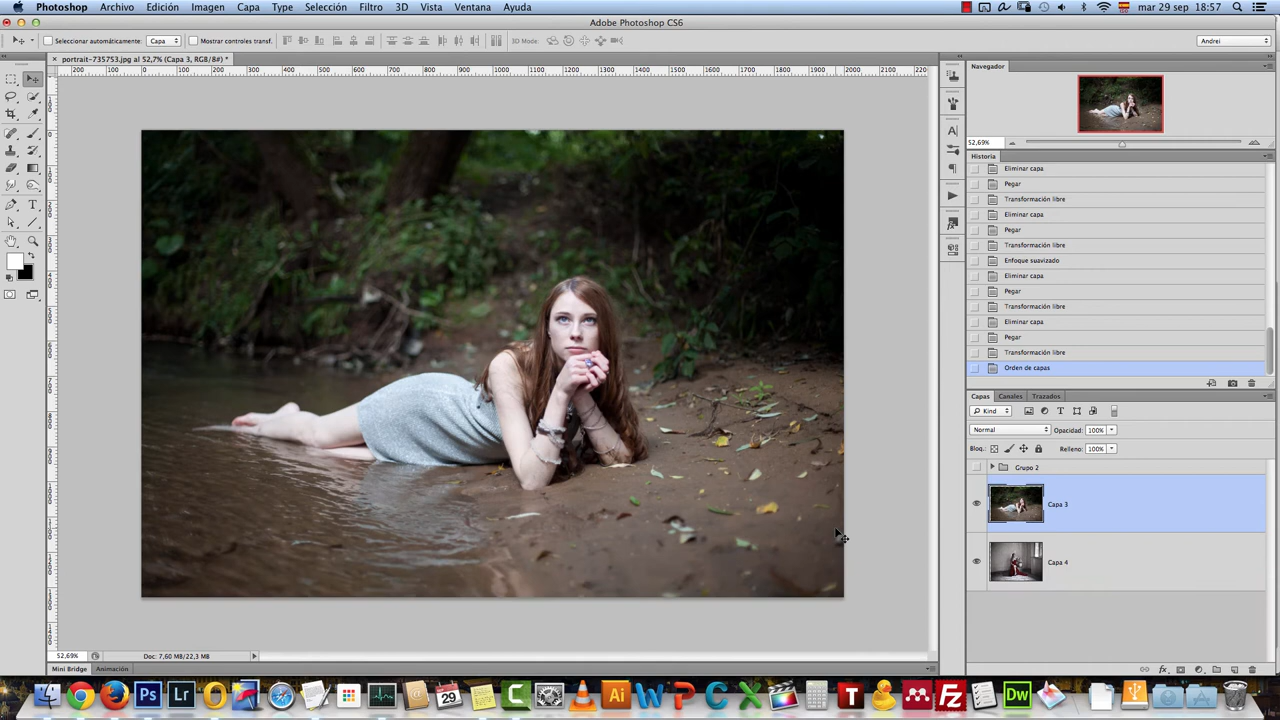 Photoshop Archivo Edición Imagen Capa Type Selección Filtro 3D Vista Ventana Ayuda mar 29 sep 18:57
Adobe Photoshop CS6
Seleccionar automáticamente: Capa Mostrar controles transf. 3D Mode: Andrei
× portrait-735753.jpg al 52,7% (Capa 3, RGB/8#) *
Navegador
52,69%
Historia
Eliminar capa
Pegar
Transformación libre
Eliminar capa
Pegar
Transformación libre
Enfoque suavizado
Eliminar capa
Pegar
Transformación libre
Eliminar capa
Pegar
Transformación libre
Orden de capas
Capas Canales Trazados
Kind
Normal Opacidad: 100%
Bloq.: Relleno: 100%
Grupo 2
Capa 3
Capa 4
52,69% Doc: 7,60 MB/22,3 MB
Mini Bridge Animación